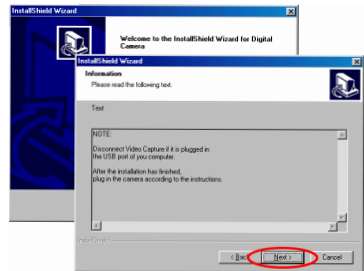 InstallShield Wizard
Welcome to the InstallShield Wizard for Digital
Camera
InstallShield Wizard
Information
Please read the following text.
Text
NOTE:
Disconnect Video Capture if it is plugged in
the USB port of you computer.
After the installation has finished,
plug in the camera according to the instructions.
InstallShield
< Back
Next >
Cancel